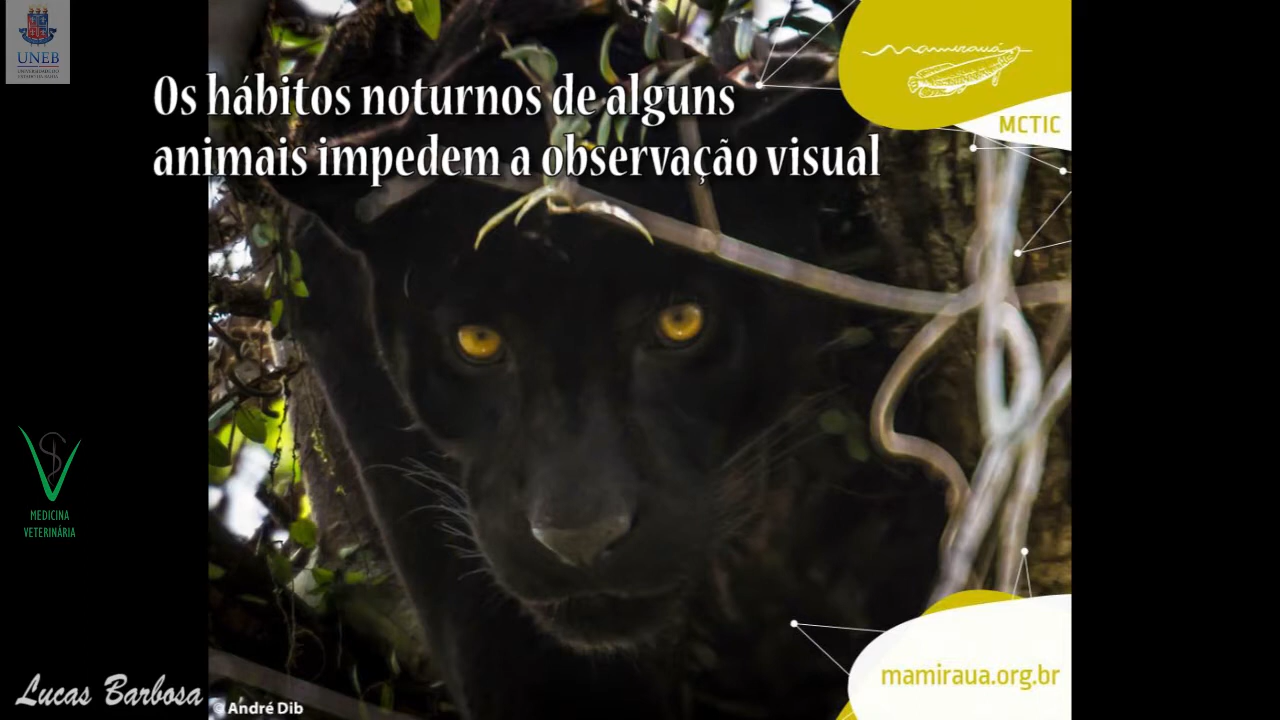 UNEB
Os hábitos noturnos de alguns
animais impedem a observação visual
Mamirauá
MCTIC
MEDICINA
VETERINÁRIA
mamiraua.org.br
Lucas Barbosa
© André Dib